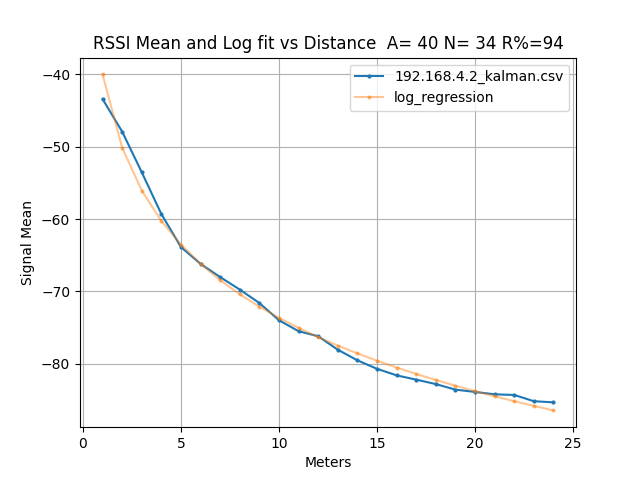 RSSI Mean and Log fit vs Distance  A= 40 N= 34 R%=94
192.168.4.2_kalman.csv
log_regression
−40
−50
−60
−70
−80
Signal Mean
0 5 10 15 20 25
Meters